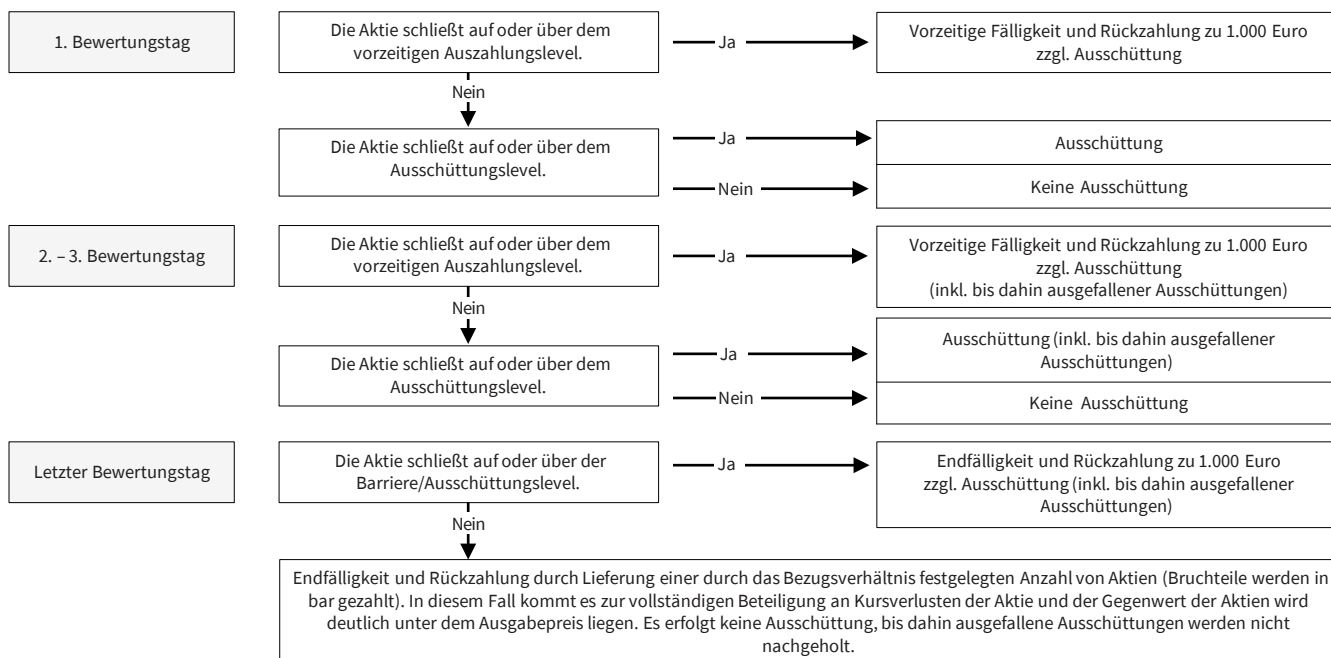 1. Bewertungstag
Die Aktie schließt auf oder über dem
vorzeitigen Auszahlungslevel.
Ja
Vorzeitige Fälligkeit und Rückzahlung zu 1.000 Euro
zzgl. Ausschüttung
Nein
Die Aktie schließt auf oder über dem
Ausschüttungslevel.
Ja
Ausschüttung
Nein
Keine Ausschüttung
2. – 3. Bewertungstag
Die Aktie schließt auf oder über dem
vorzeitigen Auszahlungslevel.
Ja
Vorzeitige Fälligkeit und Rückzahlung zu 1.000 Euro
zzgl. Ausschüttung
(inkl. bis dahin ausgefallener Ausschüttungen)
Nein
Die Aktie schließt auf oder über dem
Ausschüttungslevel.
Ja
Ausschüttung (inkl. bis dahin ausgefallener
Ausschüttungen)
Nein
Keine Ausschüttung
Letzter Bewertungstag
Die Aktie schließt auf oder über der
Barriere/Ausschüttungslevel.
Ja
Endfälligkeit und Rückzahlung zu 1.000 Euro
zzgl. Ausschüttung (inkl. bis dahin ausgefallener
Ausschüttungen)
Nein
Endfälligkeit und Rückzahlung durch Lieferung einer durch das Bezugsverhältnis festgelegten Anzahl von Aktien (Bruchteile werden in
bar gezahlt). In diesem Fall kommt es zur vollständigen Beteiligung an Kursverlusten der Aktie und der Gegenwert der Aktien wird
deutlich unter dem Ausgabepreis liegen. Es erfolgt keine Ausschüttung, bis dahin ausgefallene Ausschüttungen werden nicht
nachgeholt.